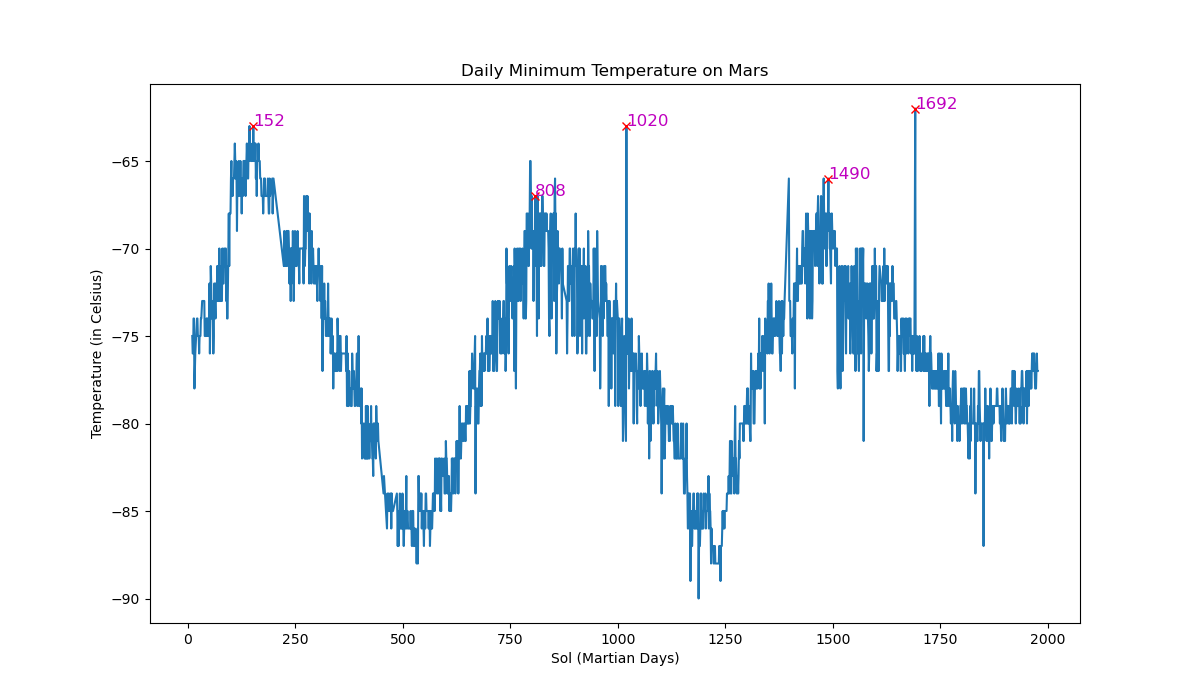 Daily Minimum Temperature on Mars
1692
152
1020
1490
808
Temperature (in Celsius)
−65
−70
−75
−80
−85
−90
0 250 500 750 1000 1250 1500 1750 2000
Sol (Martian Days)